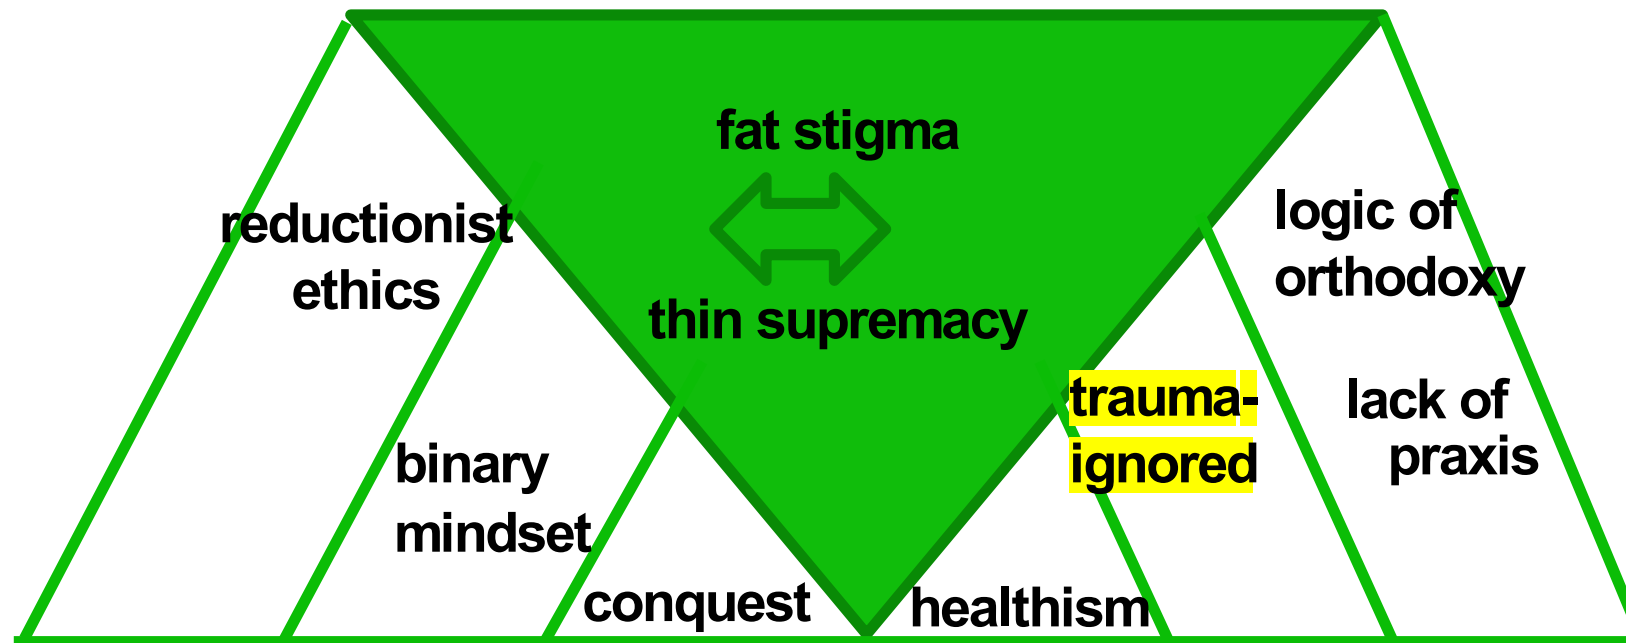 fat stigma
thin supremacy
reductionist
ethics
binary
mindset
conquest
healthism
trauma-
ignored
logic of
orthodoxy
lack of
praxis